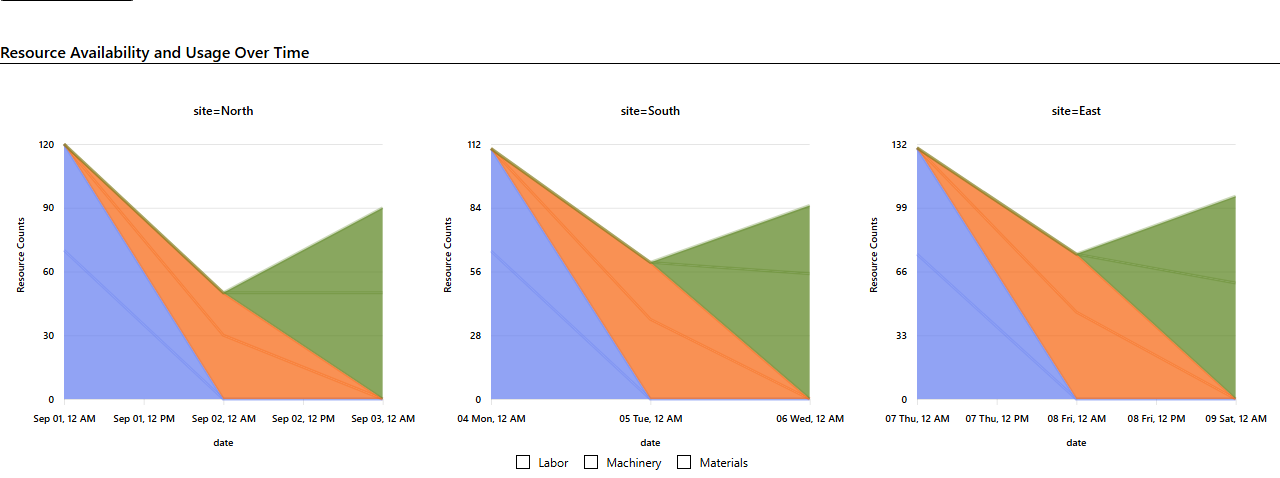 Resource Availability and Usage Over Time
site=North
site=South
site=East
120
90
60
30
0
Resource Counts
Sep 01, 12 AM
Sep 01, 12 PM
Sep 02, 12 AM
Sep 02, 12 PM
Sep 03, 12 AM
date
112
84
56
28
0
Resource Counts
04 Mon, 12 AM
05 Tue, 12 AM
06 Wed, 12 AM
date
132
99
66
33
0
Resource Counts
07 Thu, 12 AM
07 Thu, 12 PM
08 Fri, 12 AM
08 Fri, 12 PM
09 Sat, 12 AM
date
Labor
Machinery
Materials